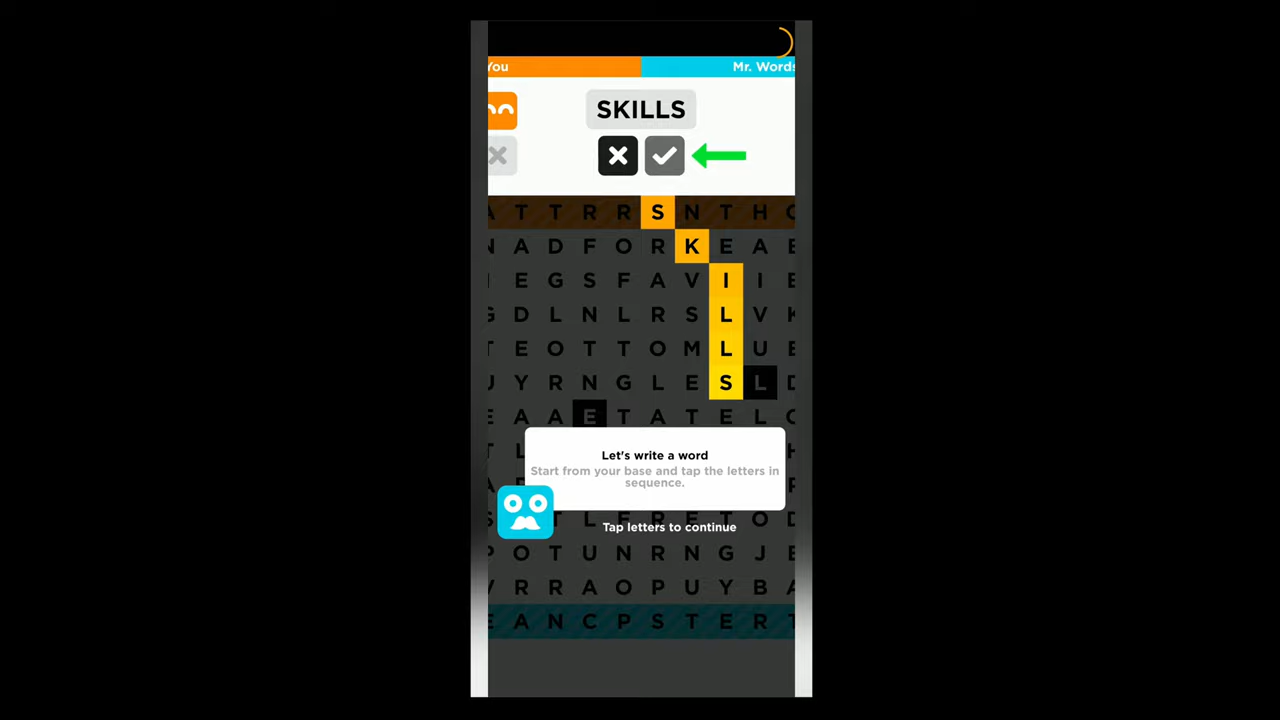 You
Mr. Words
SKILLS
A T T R R S N T H
N A D F O R K E A E
I E G S F A V I I E
G D L N L R S L V K
T E O T T O M L U E
U Y R N G L E S L D
E A A E T A T E L
T L
Let's write a word
Start from your base and tap the letters in
sequence.
S T L F R E T O D
Tap letters to continue
P O T U N R N G J E
V R R A O P U Y B A
E A N C P S T E R T